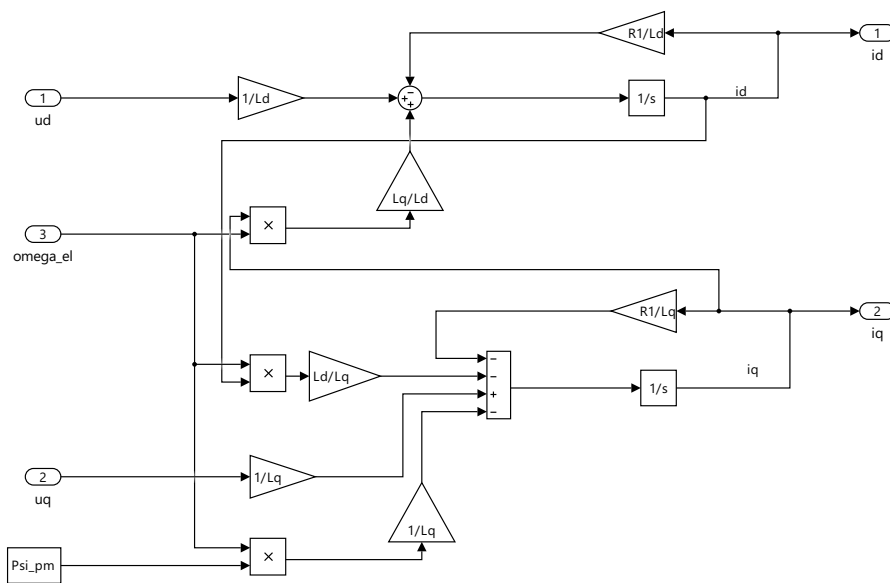 R1/Ld
1
id
1
ud
1/Ld
−
+
+
1/s
id
Lq/Ld
3
omega_el
×
R1/Lq
2
iq
×
Ld/Lq
−
−
+
−
1/s
iq
2
uq
1/Lq
1/Lq
Psi_pm
×